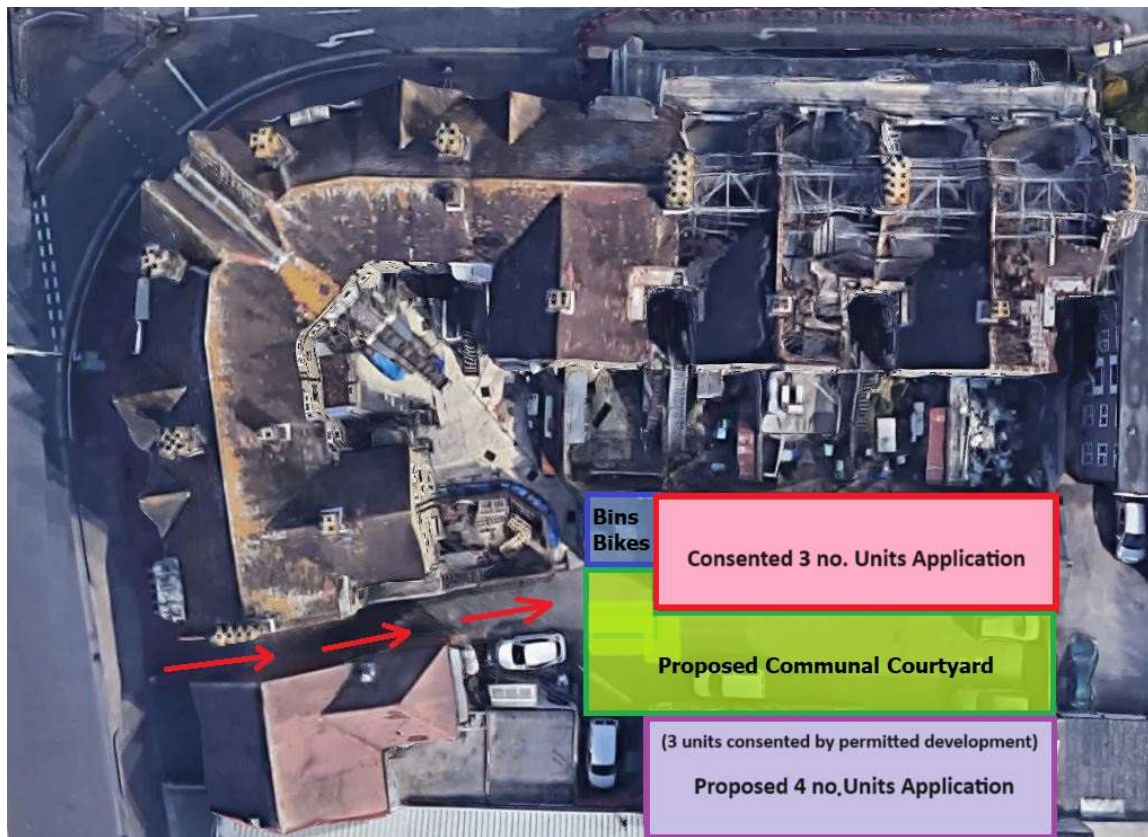 Bins
Bikes
Consented 3 no. Units Application
Proposed Communal Courtyard
(3 units consented by permitted development)
Proposed 4 no.Units Application